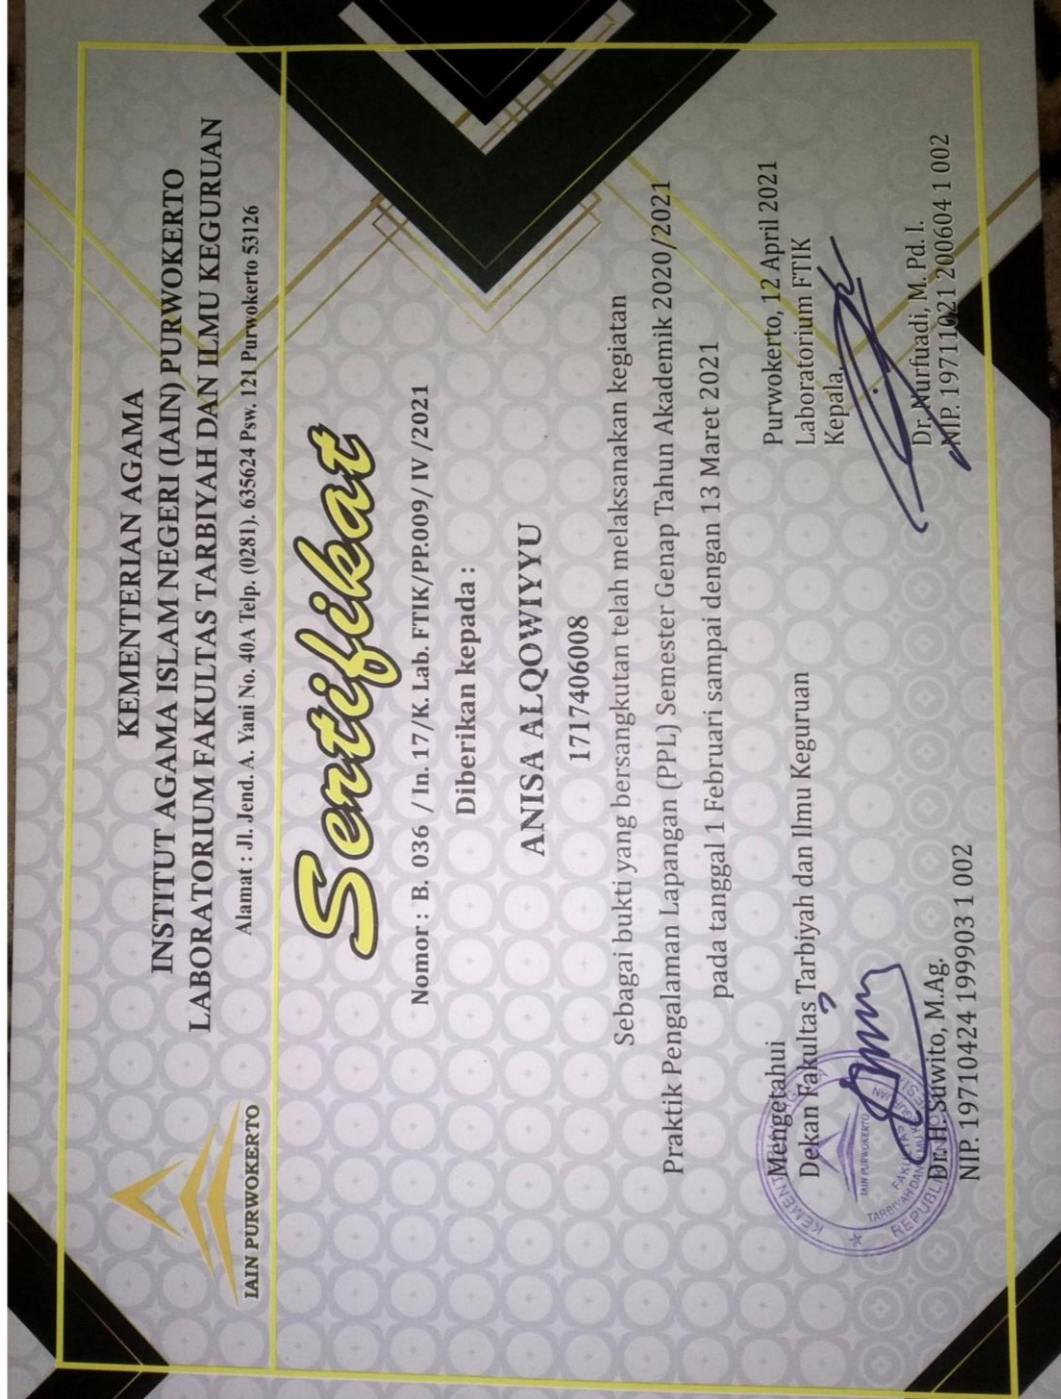 KEMENTERIAN AGAMA
INSTITUT AGAMA ISLAM NEGERI (IAIN) PURWOKERTO
LABORATORIUM FAKULTAS TARBIYAH DAN ILMU KEGURUAN
Alamat : Jl. Jend. A. Yani No. 40A Telp. (0281). 635624 Psw. 121 Purwokerto 53126
IAIN PURWOKERTO
Sertifikat
Nomor : B. 036 / In. 17/K. Lab. FTIK/PP.009/ IV /2021
Diberikan kepada :
ANISA ALQOWIYYU
1717406008
Sebagai bukti yang bersangkutan telah melaksanakan kegiatan
Praktik Pengalaman Lapangan (PPL) Semester Genap Tahun Akademik 2020/2021
pada tanggal 1 Februari sampai dengan 13 Maret 2021
Mengetahui
Dekan Fakultas Tarbiyah dan Ilmu Keguruan
IAIN PURWOKERTO
FAKULTAS
Dr. H. Suwito, M.Ag.
NIP. 19710424 199903 1 002
Purwokerto, 12 April 2021
Laboratorium FTIK
Kepala,
Dr. Nurfuadi, M. Pd. I.
NIP. 19711021 200604 1 002